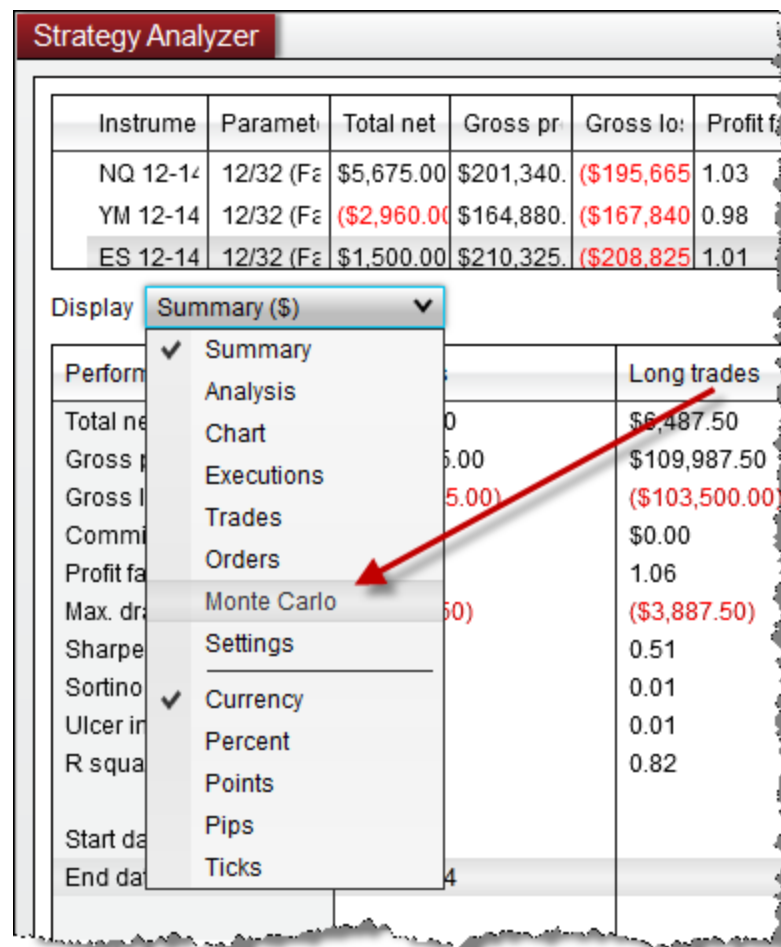 Strategy Analyzer
Instrume Paramet Total net Gross pr Gross lo: Profit f
NQ 12-14 12/32 (Fa $5,675.00 $201,340. ($195,665 1.03
YM 12-14 12/32 (Fa ($2,960.00 $164,880. ($167,840 0.98
ES 12-14 12/32 (Fa $1,500.00 $210,325. ($208,825 1.01
Display Summary ($)
Summary
Analysis
Chart
Executions
Trades
Orders
Monte Carlo
Settings
Currency
Percent
Points
Pips
Ticks
Perform Long trades
Total ne 0 $6,487.50
Gross p 5.00 $109,987.50
Gross l 5.00) ($103,500.00)
Commi $0.00
Profit fa 1.06
Max. dra 50) ($3,887.50)
Sharpe 0.51
Sortino 0.01
Ulcer in 0.01
R squa 0.82
Start da
End dat 4